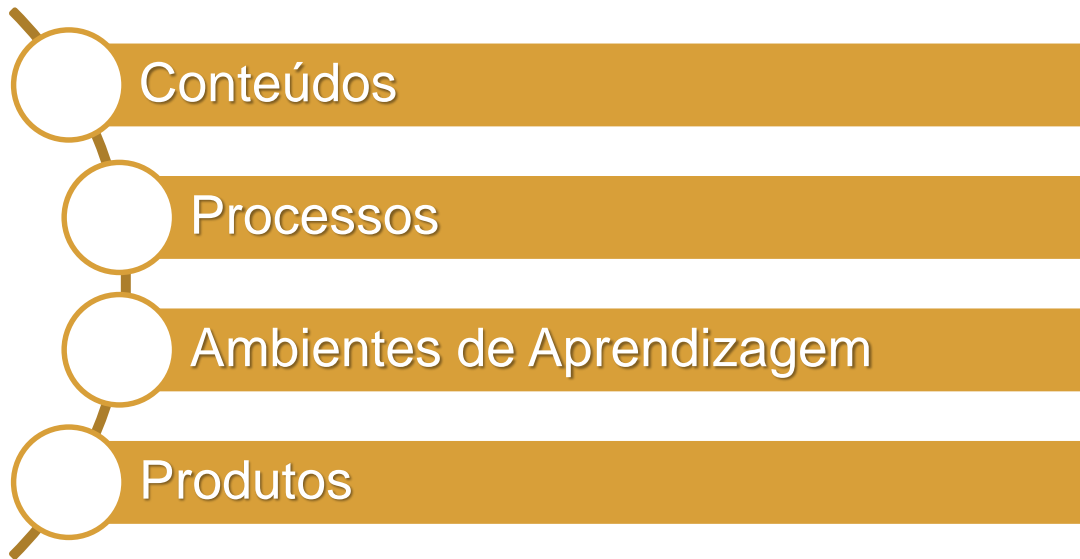 Conteúdos
Processos
Ambientes de Aprendizagem
Produtos